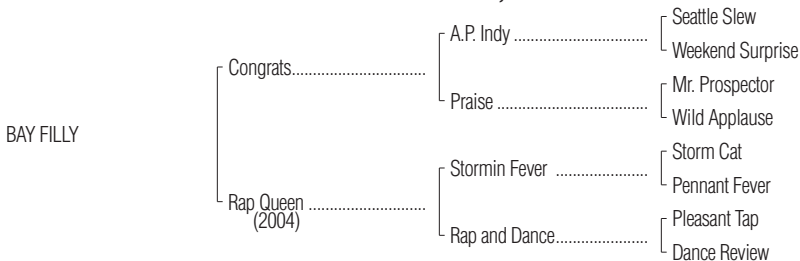 Seattle Slew
A.P. Indy ................................
Weekend Surprise
Congrats................................
Mr. Prospector
Praise ....................................
Wild Applause
BAY FILLY
Storm Cat
Stormin Fever ......................
Pennant Fever
Rap Queen ............................
(2004)
Pleasant Tap
Rap and Dance......................
Dance Review